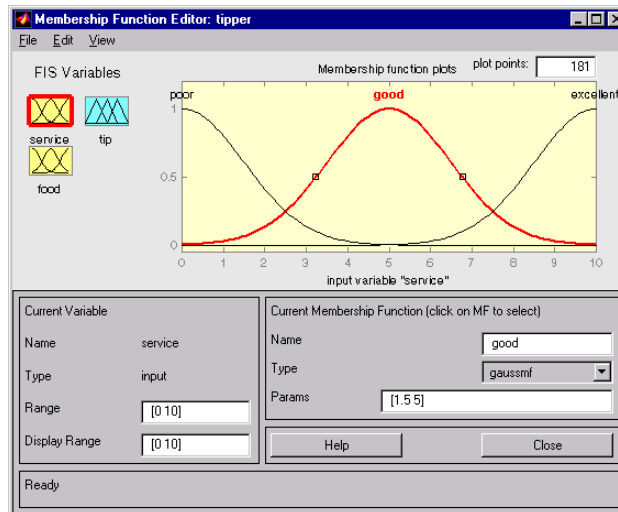 Membership Function Editor: tipper
File Edit View
FIS Variables
service
tip
food
Membership function plots plot points: 181
poor good excellent
1
0.5
0
0 1 2 3 4 5 6 7 8 9 10
input variable "service"
Current Variable
Name service
Type input
Range [0 10]
Display Range [0 10]
Current Membership Function (click on MF to select)
Name good
Type gaussmf
Params [1.5 5]
Help Close
Ready